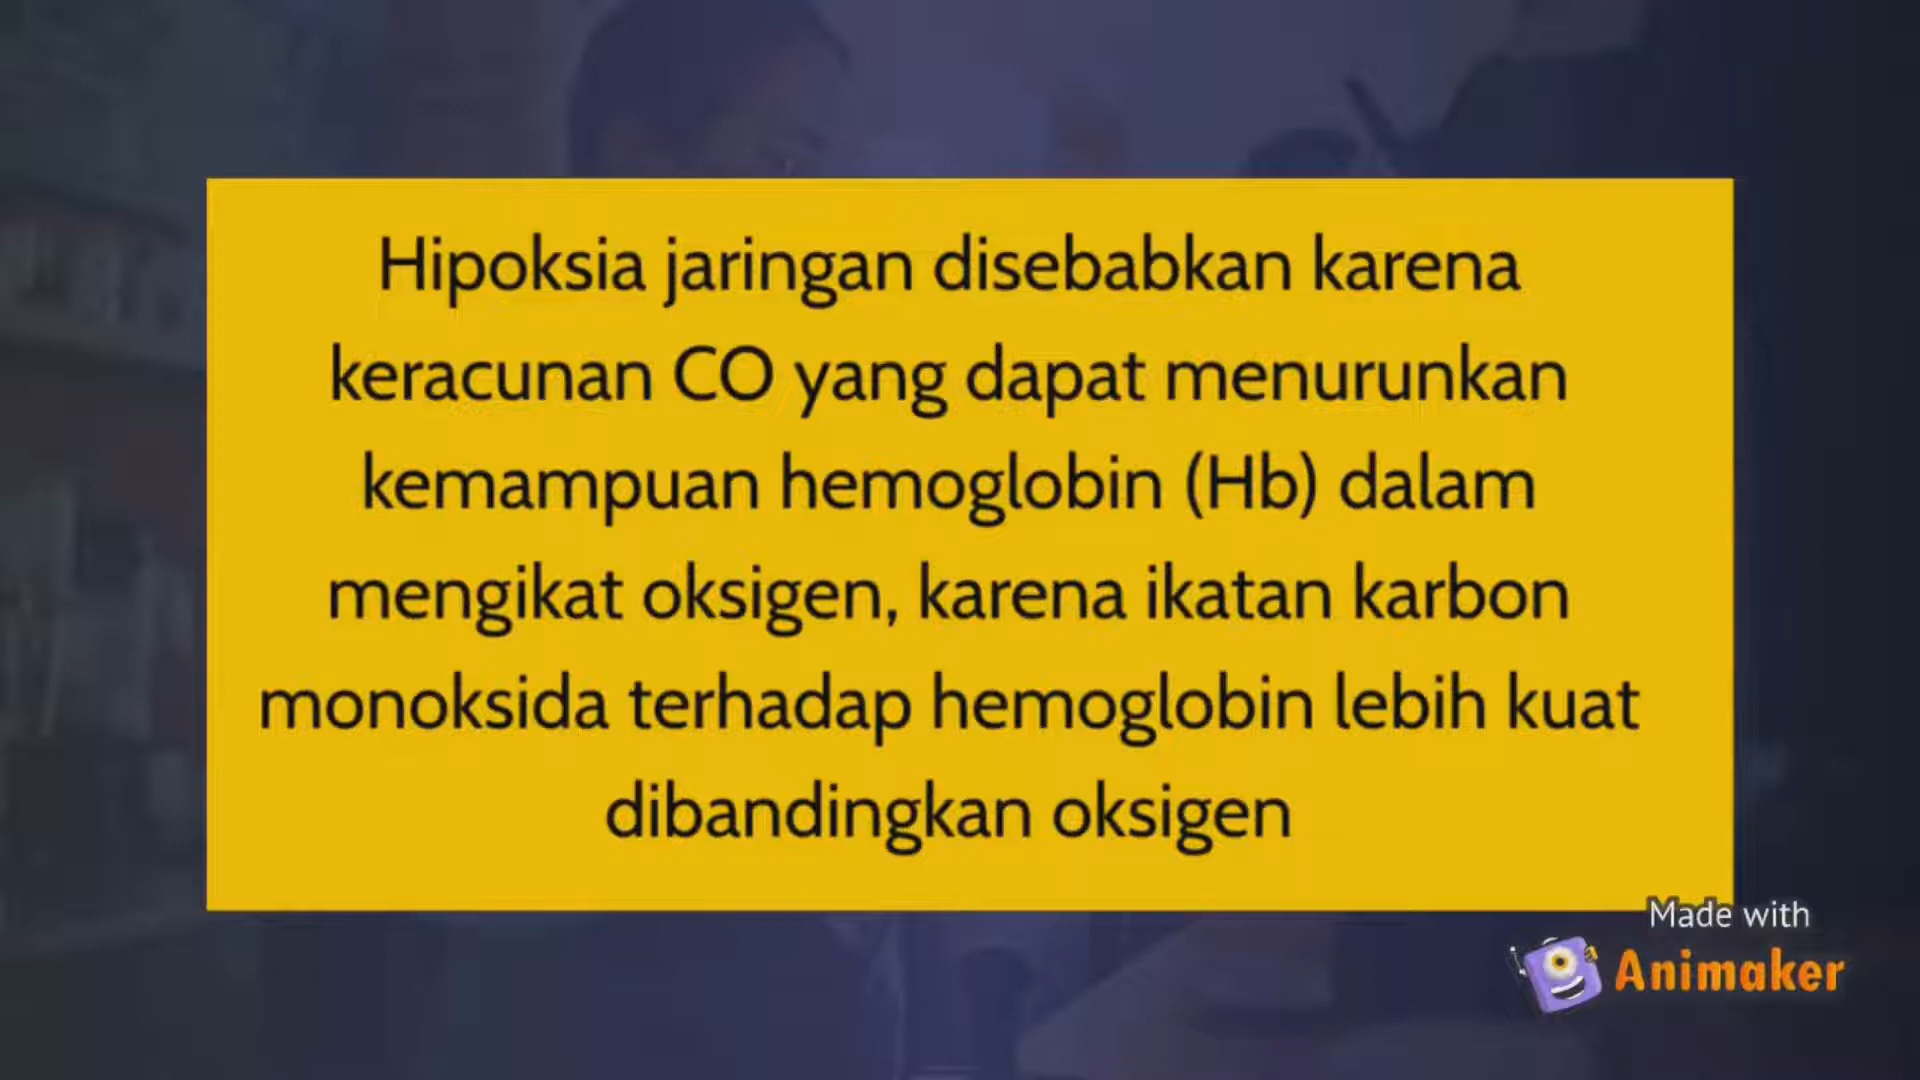 Hipoksia jaringan disebabkan karena
keracunan CO yang dapat menurunkan
kemampuan hemoglobin (Hb) dalam
mengikat oksigen, karena ikatan karbon
monoksida terhadap hemoglobin lebih kuat
dibandingkan oksigen
Made with
Animaker